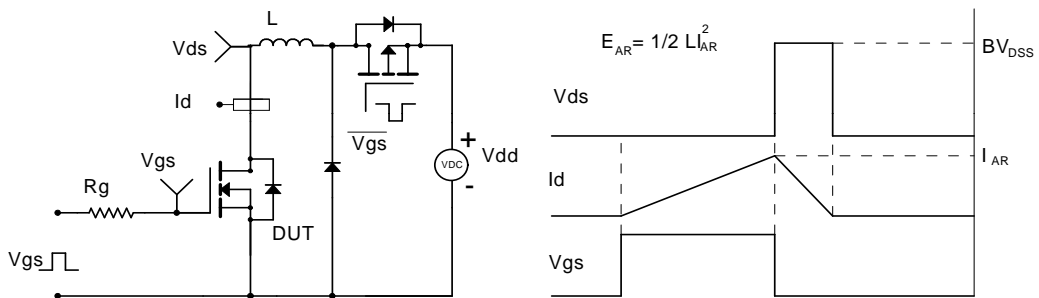 L
Vds
Id
Vgs
Vgs
Rg
DUT
Vgs
VDC
+
-
Vdd
E_AR = 1/2 LI²_AR
Vds
BV_DSS
Id
I_AR
Vgs